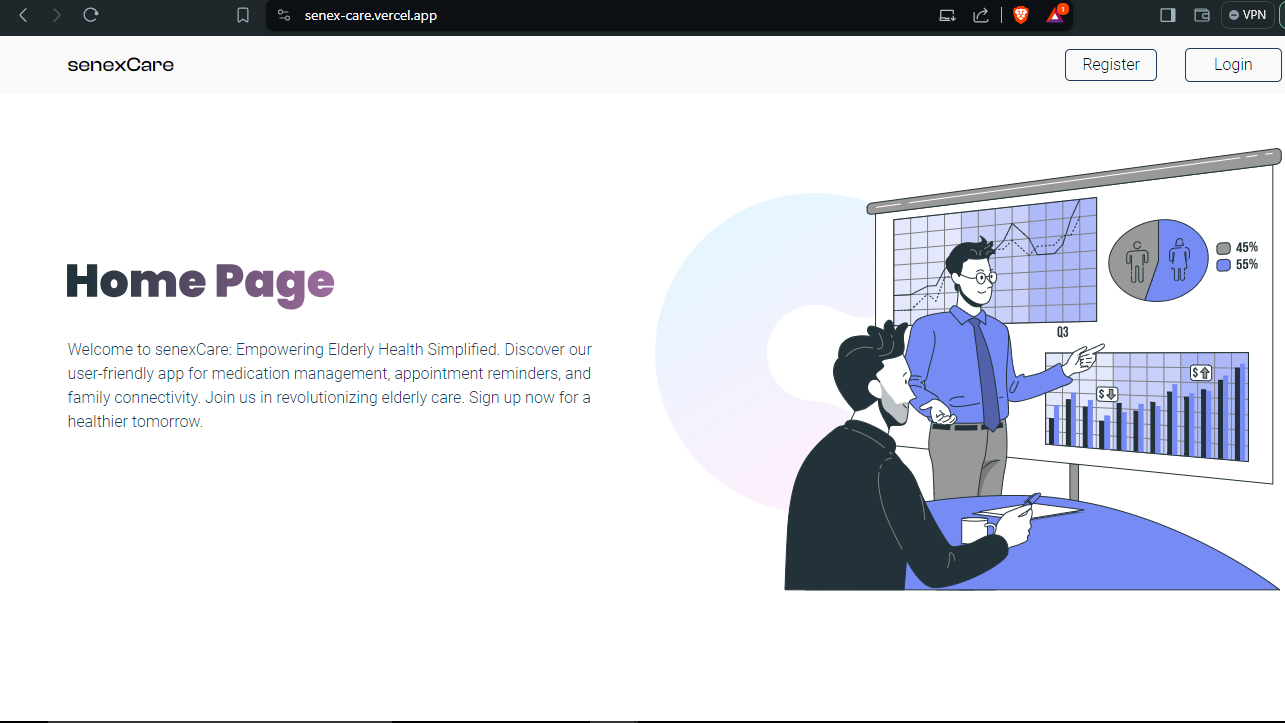 senex-care.vercel.app
1
VPN
senexCare
Register
Login
Home Page
Welcome to senexCare: Empowering Elderly Health Simplified. Discover our
user-friendly app for medication management, appointment reminders, and
family connectivity. Join us in revolutionizing elderly care. Sign up now for a
healthier tomorrow.
45%
55%
Q3
$
$